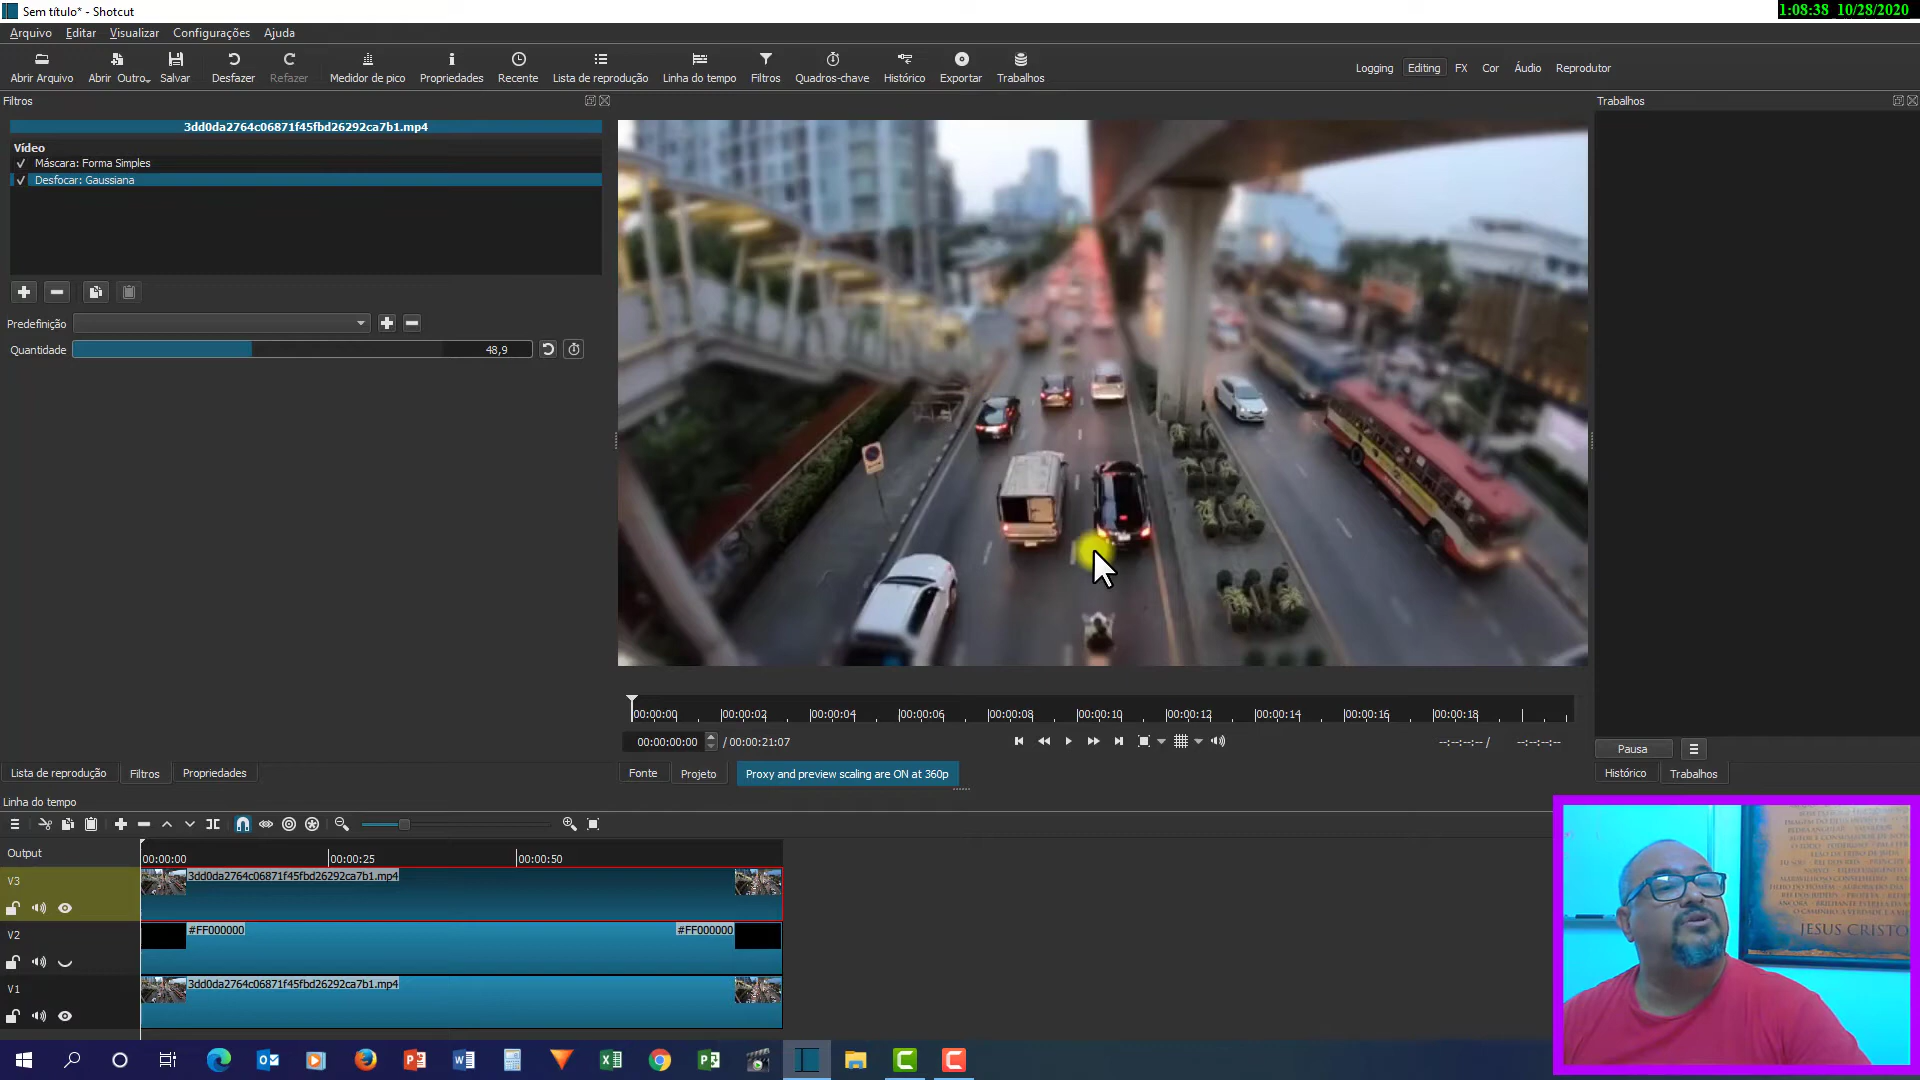 Sem título* - Shotcut
1:08:38 10/28/2020
Arquivo Editar Visualizar Configurações Ajuda
Abrir Arquivo Abrir Outro Salvar Desfazer Refazer Medidor de pico Propriedades Recente Lista de reprodução Linha do tempo Filtros Quadros-chave Histórico Exportar Trabalhos
Logging Editing FX Cor Áudio Reprodutor
Filtros
Trabalhos
3dd0da2764c06871f45fbd26292ca7b1.mp4
Vídeo
Máscara: Forma Simples
Desfocar: Gaussiana
Predefinição
Quantidade 48,9
00:00:00 00:00:02 00:00:04 00:00:06 00:00:08 00:00:10 00:00:12 00:00:14 00:00:16 00:00:18
00:00:00:00 / 00:00:21:07
--:--:--:-- / --:--:--:--
Pausa
Lista de reprodução Filtros Propriedades
Fonte Projeto Proxy and preview scaling are ON at 360p
Histórico Trabalhos
Linha do tempo
Output
00:00:00 00:00:25 00:00:50
V3
3dd0da2764c06871f45fbd26292ca7b1.mp4
V2
#FF000000 #FF000000
V1
3dd0da2764c06871f45fbd26292ca7b1.mp4
JESUS CRISTO